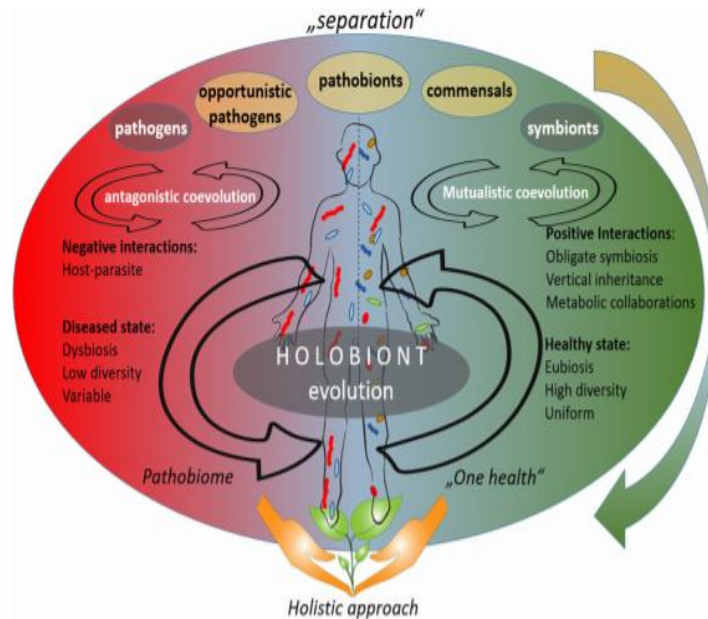 „separation“
pathobionts
opportunistic
pathogens
commensals
pathogens
symbionts
antagonistic coevolution
Mutualistic coevolution
Negative interactions:
Host-parasite
Positive Interactions:
Obligate symbiosis
Vertical inheritance
Metabolic collaborations
Diseased state:
Dysbiosis
Low diversity
Variable
Healthy state:
Eubiosis
High diversity
Uniform
HOLOBIONT
evolution
Pathobiome
„One health“
Holistic approach